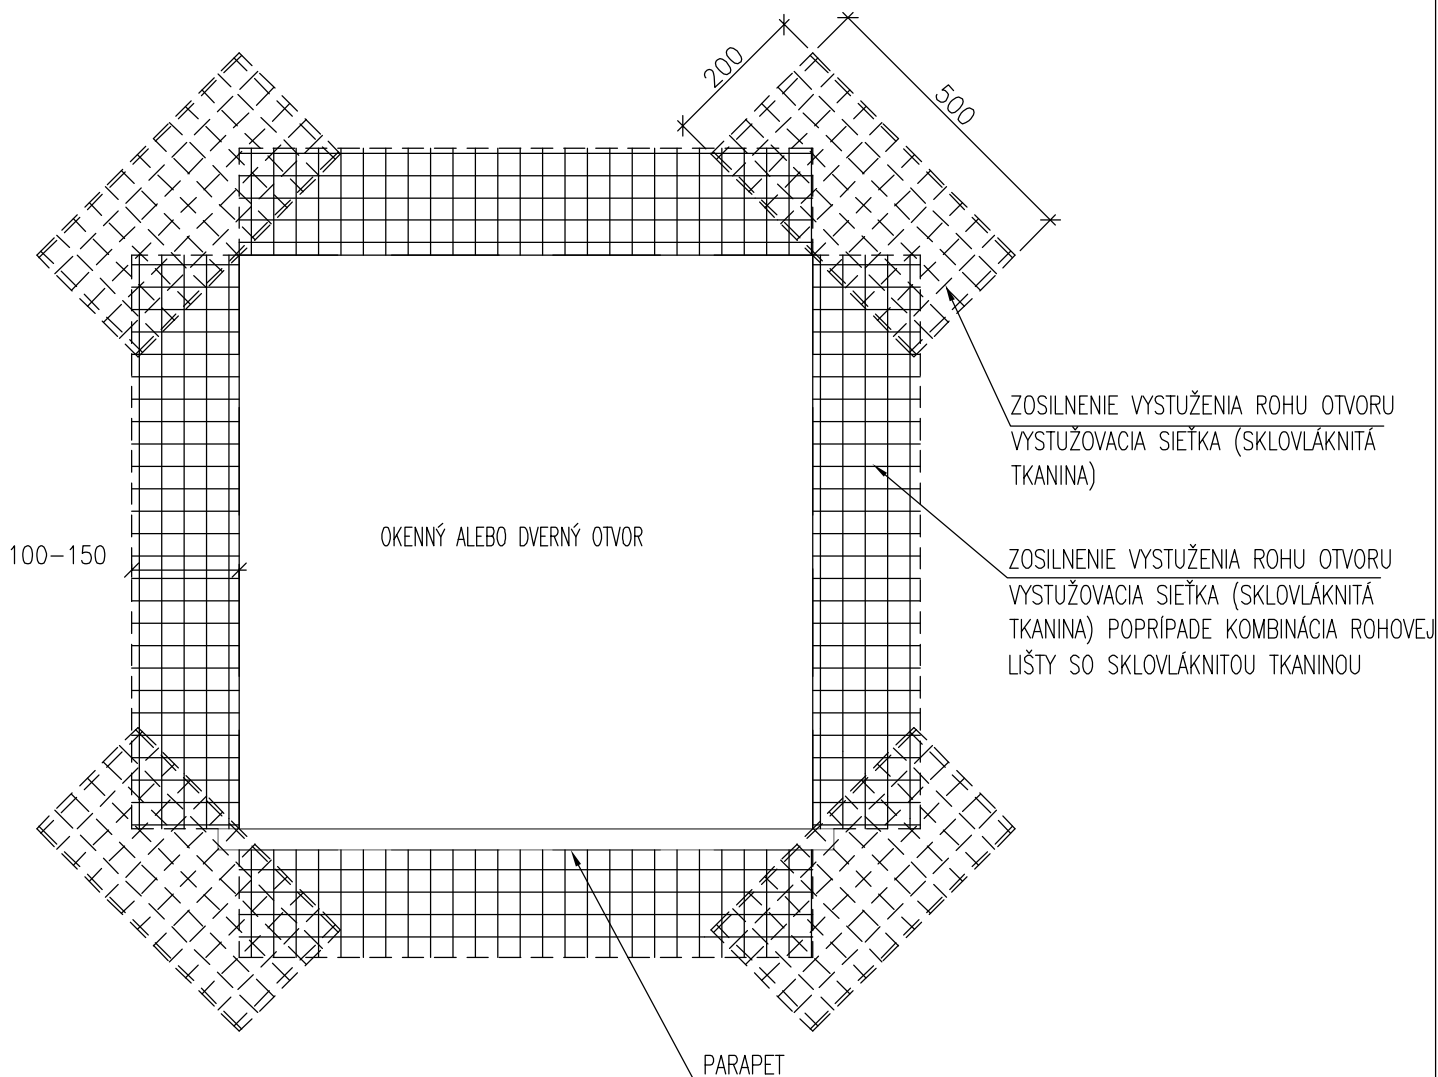 200
500
ZOSILNENIE VYSTUŽENIA ROHU OTVORU
VYSTUŽOVACIA SIEŤKA (SKLOVLÁKNITÁ
TKANINA)
OKENNÝ ALEBO DVERNÝ OTVOR
100-150
ZOSILNENIE VYSTUŽENIA ROHU OTVORU
VYSTUŽOVACIA SIEŤKA (SKLOVLÁKNITÁ
TKANINA) POPRÍPADE KOMBINÁCIA ROHOVEJ
LIŠTY SO SKLOVLÁKNITOU TKANINOU
PARAPET